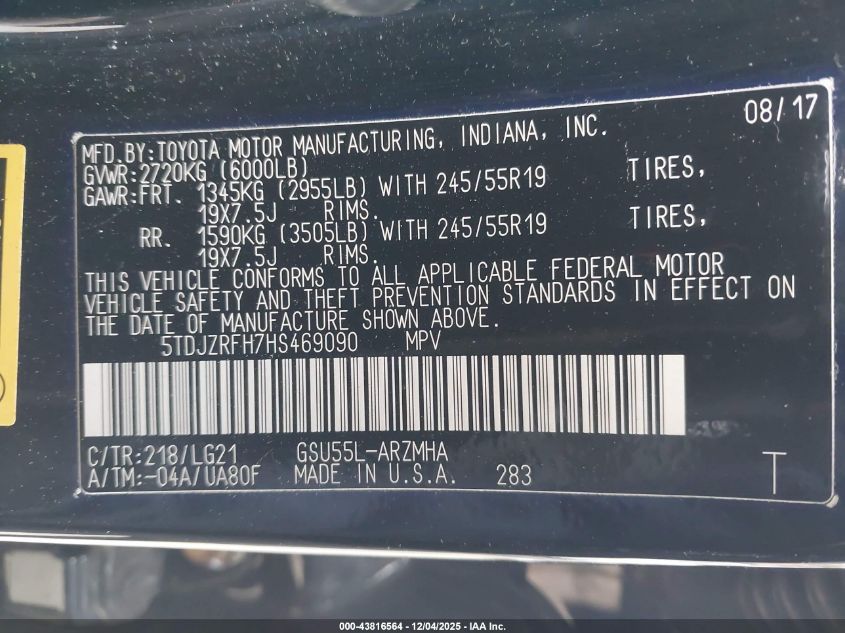 08/17
MFD.BY:TOYOTA MOTOR MANUFACTURING, INDIANA, INC.
GVWR:2720KG (6000LB)
GAWR:FRT. 1345KG (2955LB) WITH 245/55R19 TIRES,
19X7.5J RIMS.
RR. 1590KG (3505LB) WITH 245/55R19 TIRES,
19X7.5J RIMS.
THIS VEHICLE CONFORMS TO ALL APPLICABLE FEDERAL MOTOR
VEHICLE SAFETY AND THEFT PREVENTION STANDARDS IN EFFECT ON
THE DATE OF MANUFACTURE SHOWN ABOVE.
5TDJZRFH7HS469090 MPV
C/TR:218/LG21 GSU55L-ARZMHA
A/TM:-04A/UA80F MADE IN U.S.A. 283 T
000-43816564 - 12/04/2025 - IAA Inc.